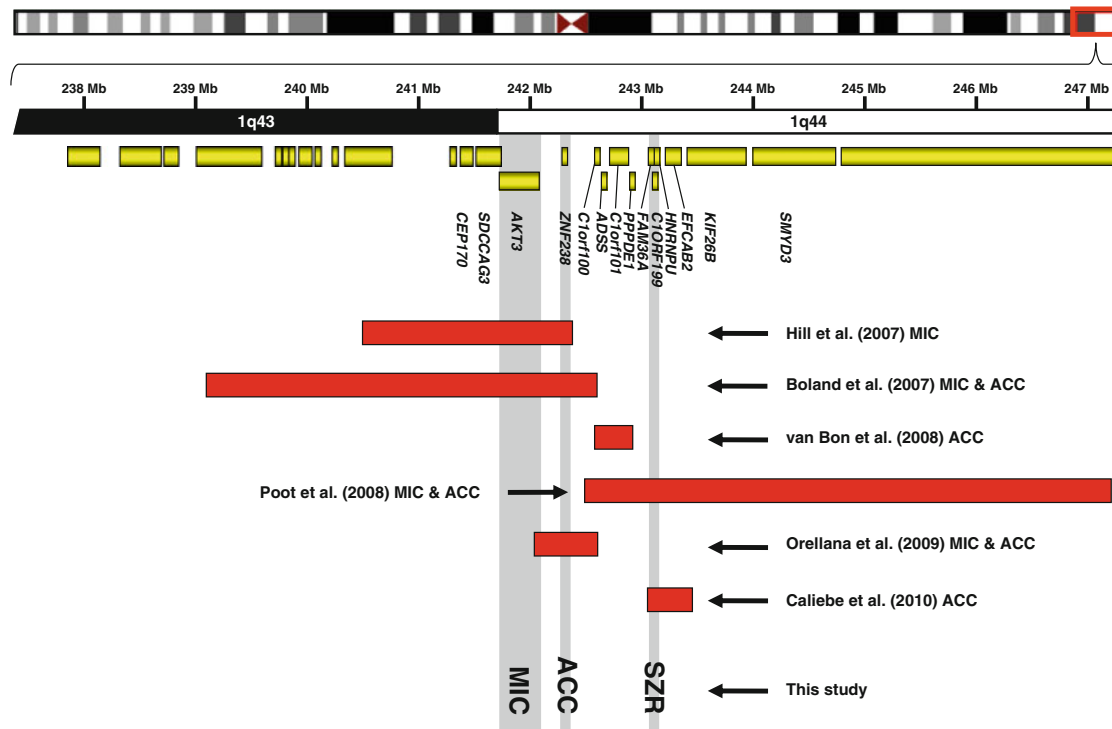 238 Mb 239 Mb 240 Mb 241 Mb 242 Mb 243 Mb 244 Mb 245 Mb 246 Mb 247 Mb
1q43 1q44
CEP170
SDCCAG3
AKT3
ZNF238
C1orf100
ADSS
C1orf101
PPPDE1
FAM36A
C1ORF199
HNRNPU
EFCAB2
KIF26B
SMYD3
Hill et al. (2007) MIC
Boland et al. (2007) MIC & ACC
van Bon et al. (2008) ACC
Poot et al. (2008) MIC & ACC
Orellana et al. (2009) MIC & ACC
Caliebe et al. (2010) ACC
MIC
ACC
SZR
This study